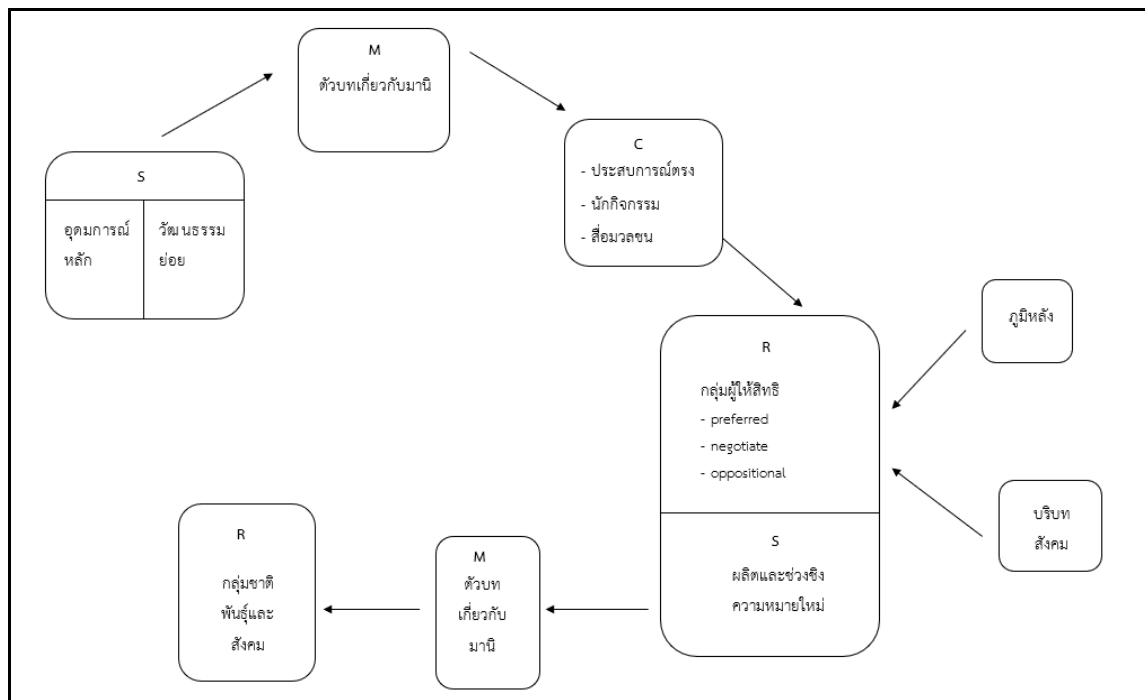 M
ตัวบทเกี่ยวกับมานิ
C
- ประสบการณ์ตรง
- นักกิจกรรม
- สื่อมวลชน
S
อุดมการณ์
หลัก
วัฒนธรรม
ย่อย
R
กลุ่มผู้ให้สิทธิ
- preferred
- negotiate
- oppositional
ภูมิหลัง
บริบท
สังคม
S
ผลิตและช่วงชิง
ความหมายใหม่
M
ตัวบท
เกี่ยวกับ
มานิ
R
กลุ่มชาติ
พันธุ์และ
สังคม